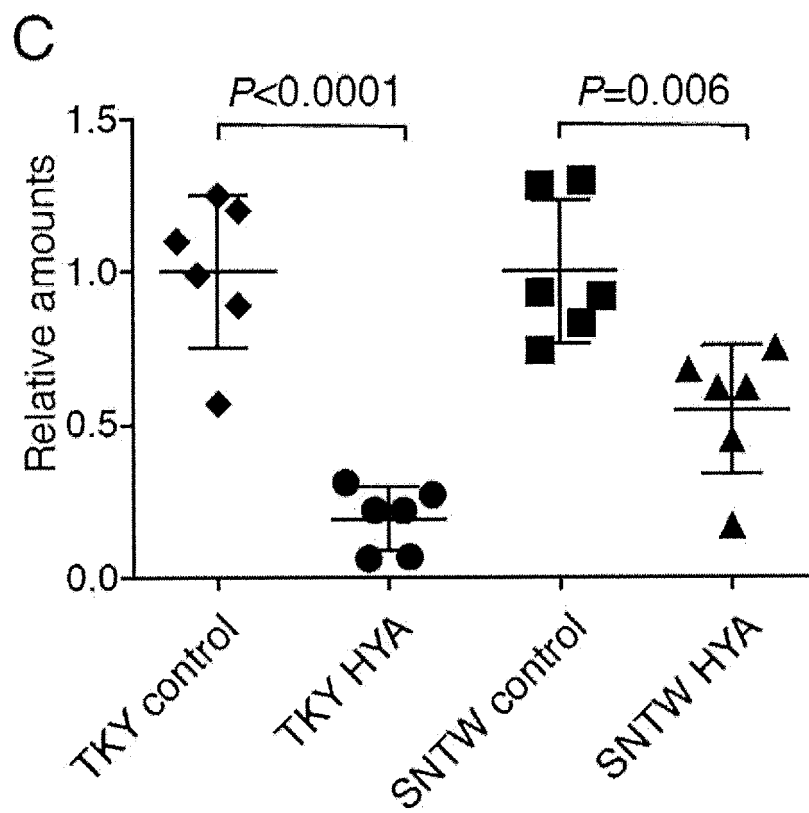 C
P<0.0001
P=0.006
Relative amounts
1.5
1.0
0.5
0.0
TKY control
TKY HYA
SNTW control
SNTW HYA